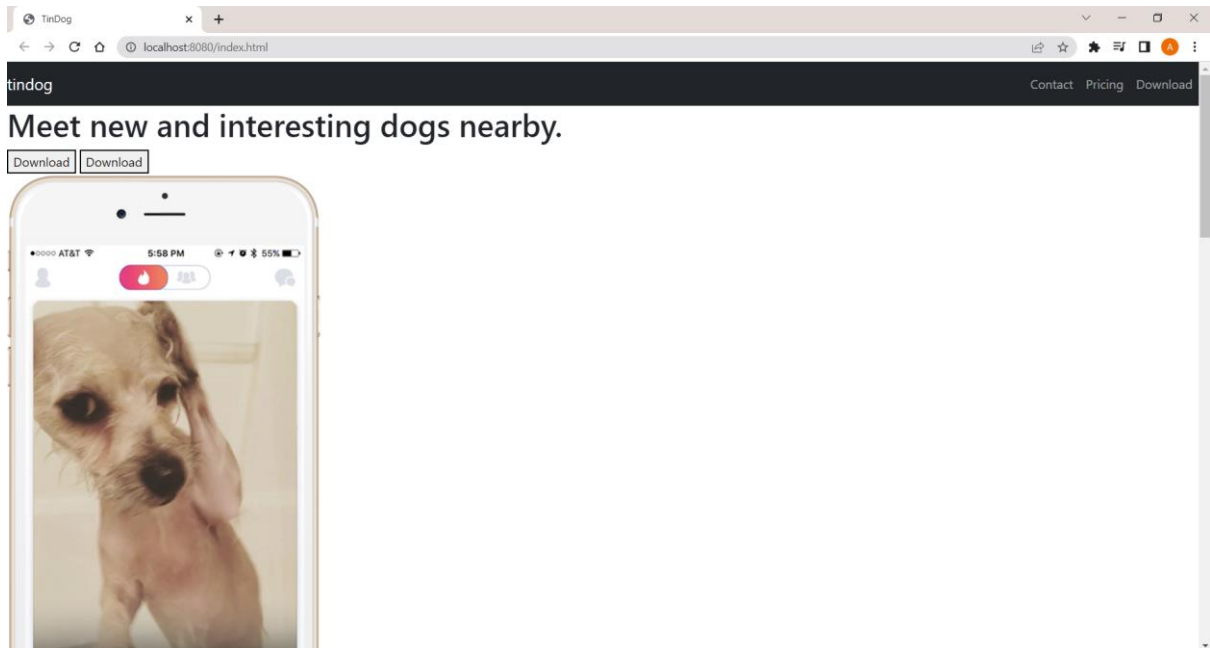 TinDog
localhost:8080/index.html
A
tindog Contact Pricing Download
Meet new and interesting dogs nearby.
Download Download
AT&T 5:58 PM 55%